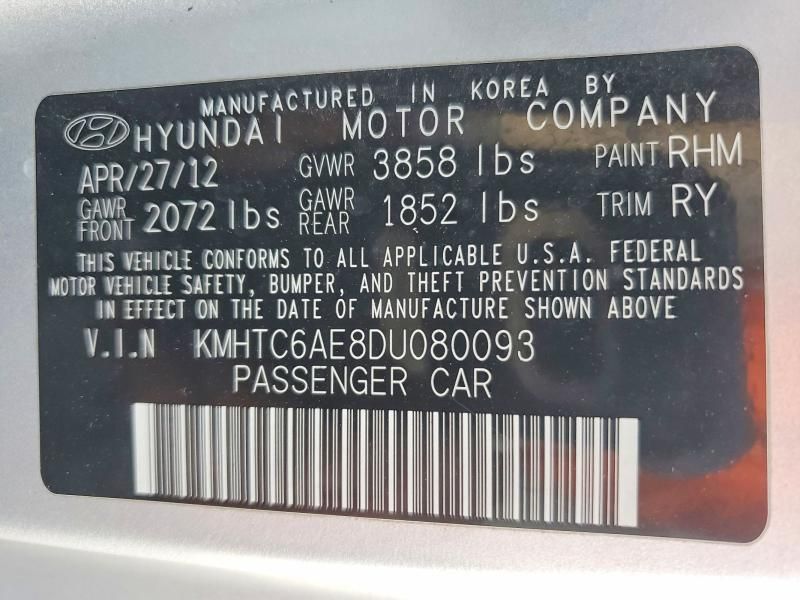 MANUFACTURED IN KOREA BY
HYUNDAI MOTOR COMPANY
APR/27/12 GVWR 3858 lbs PAINT RHM
GAWR FRONT 2072 lbs GAWR REAR 1852 lbs TRIM RY
THIS VEHICLE CONFORMS TO ALL APPLICABLE U.S.A. FEDERAL
MOTOR VEHICLE SAFETY, BUMPER, AND THEFT PREVENTION STANDARDS
IN EFFECT ON THE DATE OF MANUFACTURE SHOWN ABOVE
V.I.N KMHTC6AE8DU080093
PASSENGER CAR